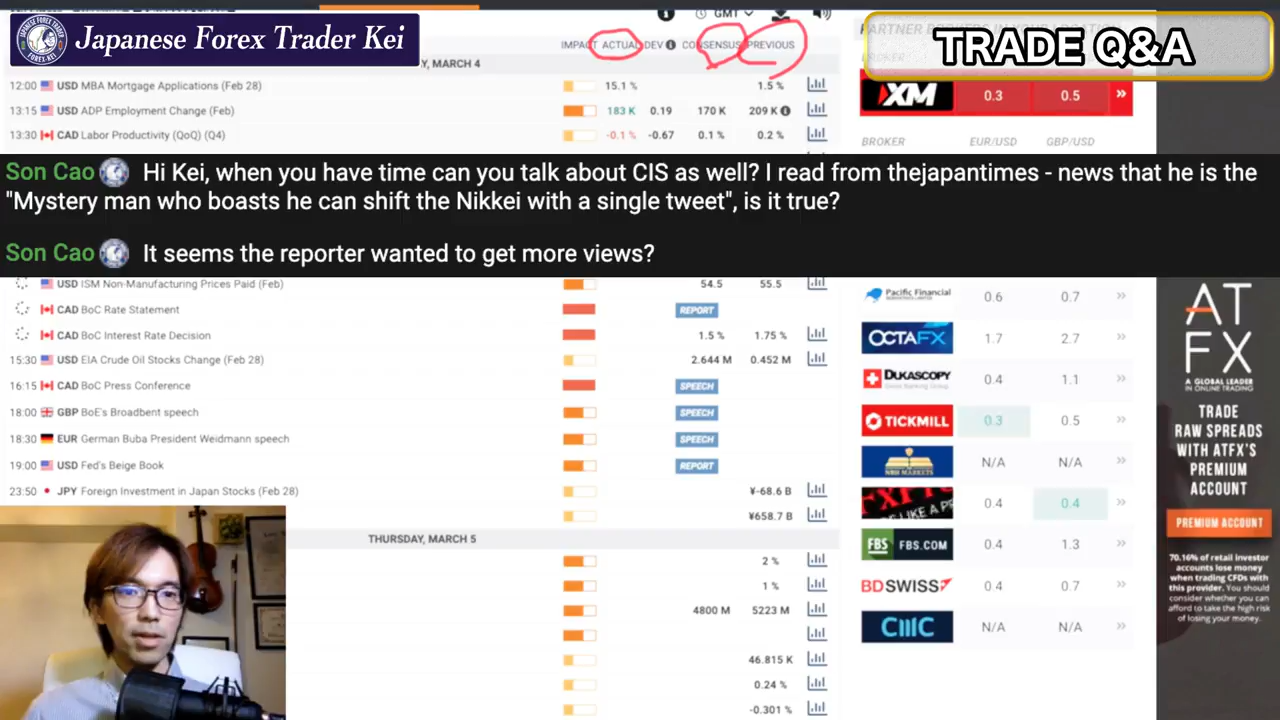 Japanese Forex Trader Kei
TRADE Q&A
GMT
IMPACT ACTUAL DEV CONSENSUS PREVIOUS
Y, MARCH 4
12:00 USD MBA Mortgage Applications (Feb 28) 15.1 % 1.5 %
13:15 USD ADP Employment Change (Feb) 183 K 0.19 170 K 209 K
13:30 CAD Labor Productivity (QoQ) (Q4) -0.1 % -0.67 0.1 % 0.2 %
Son Cao Hi Kei, when you have time can you talk about CIS as well? I read from thejapantimes - news that he is the
"Mystery man who boasts he can shift the Nikkei with a single tweet", is it true?
Son Cao It seems the reporter wanted to get more views?
USD ISM Non-Manufacturing Prices Paid (Feb) 54.5 55.5
CAD BoC Rate Statement REPORT
CAD BoC Interest Rate Decision 1.5 % 1.75 %
15:30 USD EIA Crude Oil Stocks Change (Feb 28) 2.644 M 0.452 M
16:15 CAD BoC Press Conference SPEECH
18:00 GBP BoE's Broadbent speech SPEECH
18:30 EUR German Buba President Weidmann speech SPEECH
19:00 USD Fed's Beige Book REPORT
23:50 JPY Foreign Investment in Japan Stocks (Feb 28) ¥-68.6 B
¥658.7 B
THURSDAY, MARCH 5
2 %
1 %
4800 M 5223 M
46.815 K
0.24 %
-0.301 %
PARTNER BROKERS IN YOUR LOCATION
XM 0.3 0.5 »
BROKER EUR/USD GBP/USD
Pacific Financial 0.6 0.7 »
OCTAFX 1.7 2.7 »
DUKASCOPY 0.4 1.1 »
TICKMILL 0.3 0.5 »
NBH MARKETS N/A N/A »
0.4 0.4 »
FBS FBS.COM 0.4 1.3 »
BDSWISS 0.4 0.7 »
CMC N/A N/A »
ATFX
A GLOBAL LEADER
IN ONLINE TRADING
TRADE
RAW SPREADS
WITH ATFX'S
PREMIUM
ACCOUNT
PREMIUM ACCOUNT
70.16% of retail investor
accounts lose money
when trading CFDs with
this provider. You should
consider whether you can
afford to take the high risk
of losing your money.